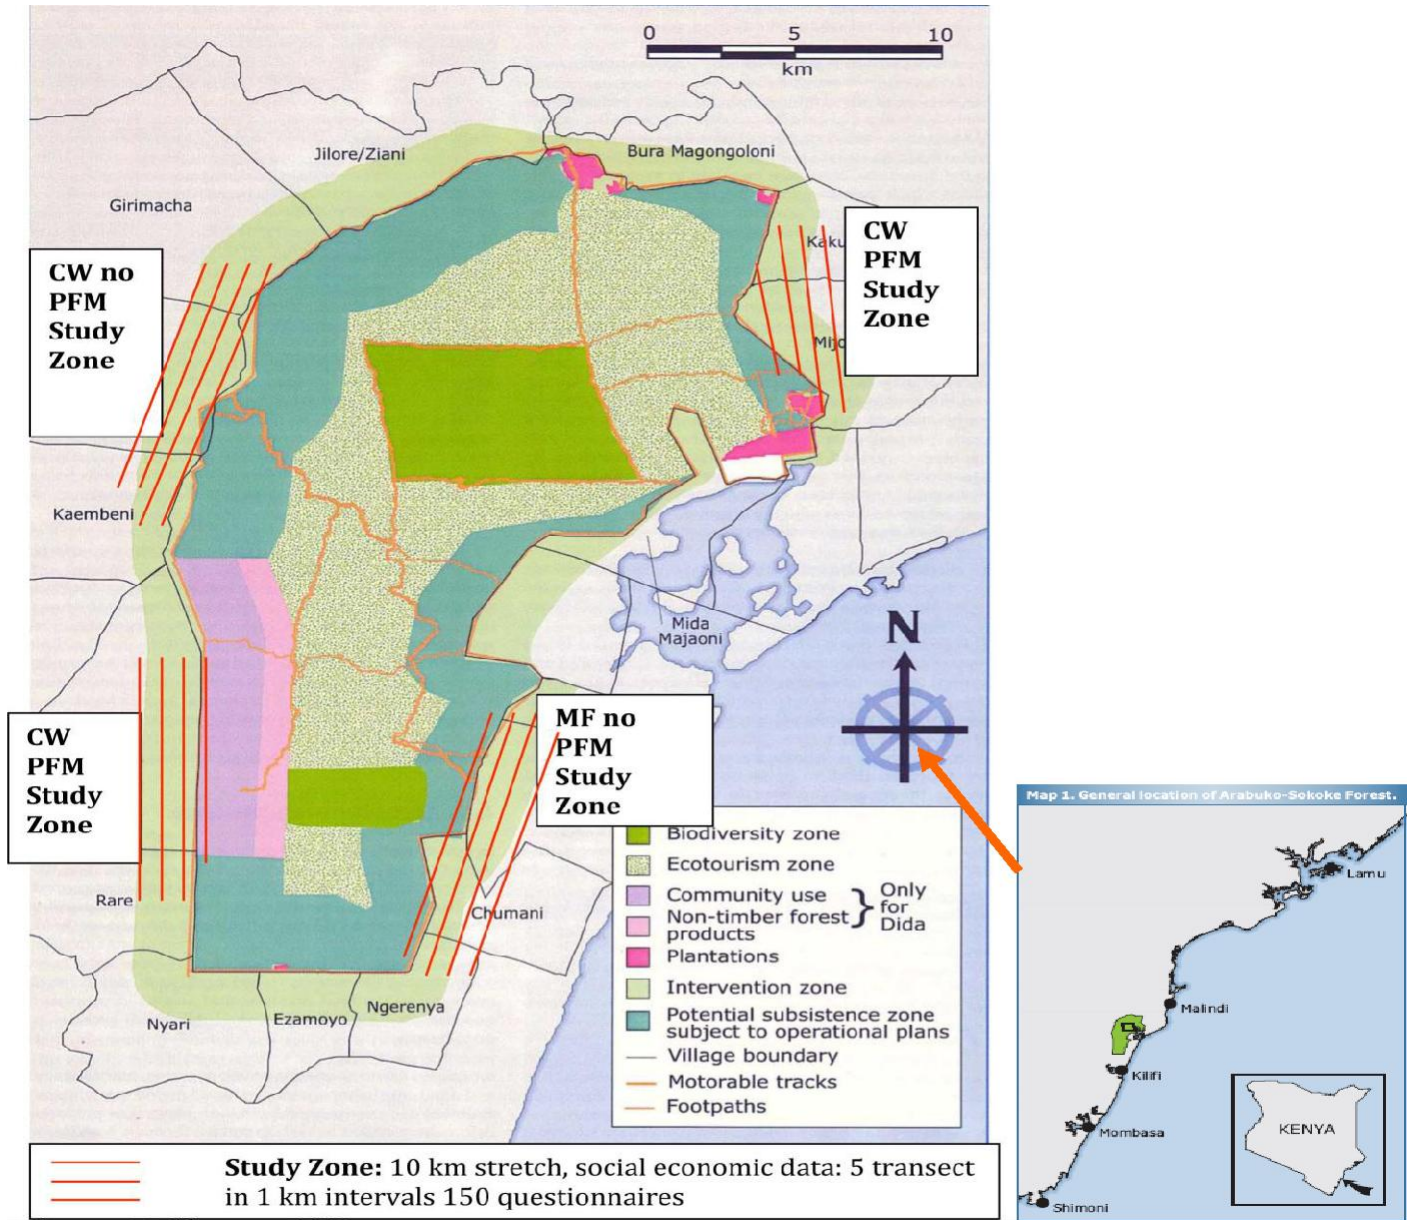 0 5 10
km
Jilore/Ziani
Bura Magongoloni
Girimacha
CW no
PFM
Study
Zone
Kaku
CW
PFM
Study
Zone
Mijo
Kaembeni
Mida
Majaoni
N
CW
PFM
Study
Zone
MF no
PFM
Study
Zone
Rare
Chumani
Nyari
Ezamoyo
Ngerenya
Biodiversity zone
Ecotourism zone
Community use
Non-timber forest
products
Only
for
Dida
Plantations
Intervention zone
Potential subsistence zone
subject to operational plans
Village boundary
Motorable tracks
Footpaths
Study Zone: 10 km stretch, social economic data: 5 transect
in 1 km intervals 150 questionnaires
Map 1. General location of Arabuko-Sokoke Forest.
Lamu
Malindi
Kilifi
Mombasa
Shimoni
KENYA